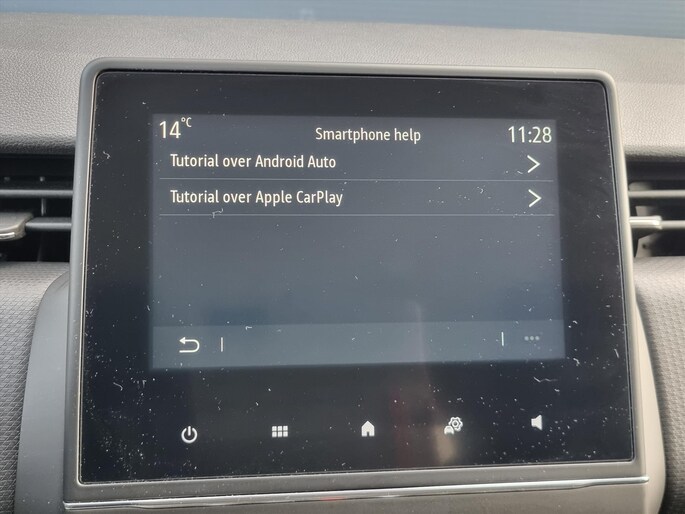 14°C Smartphone help 11:28
Tutorial over Android Auto
Tutorial over Apple CarPlay